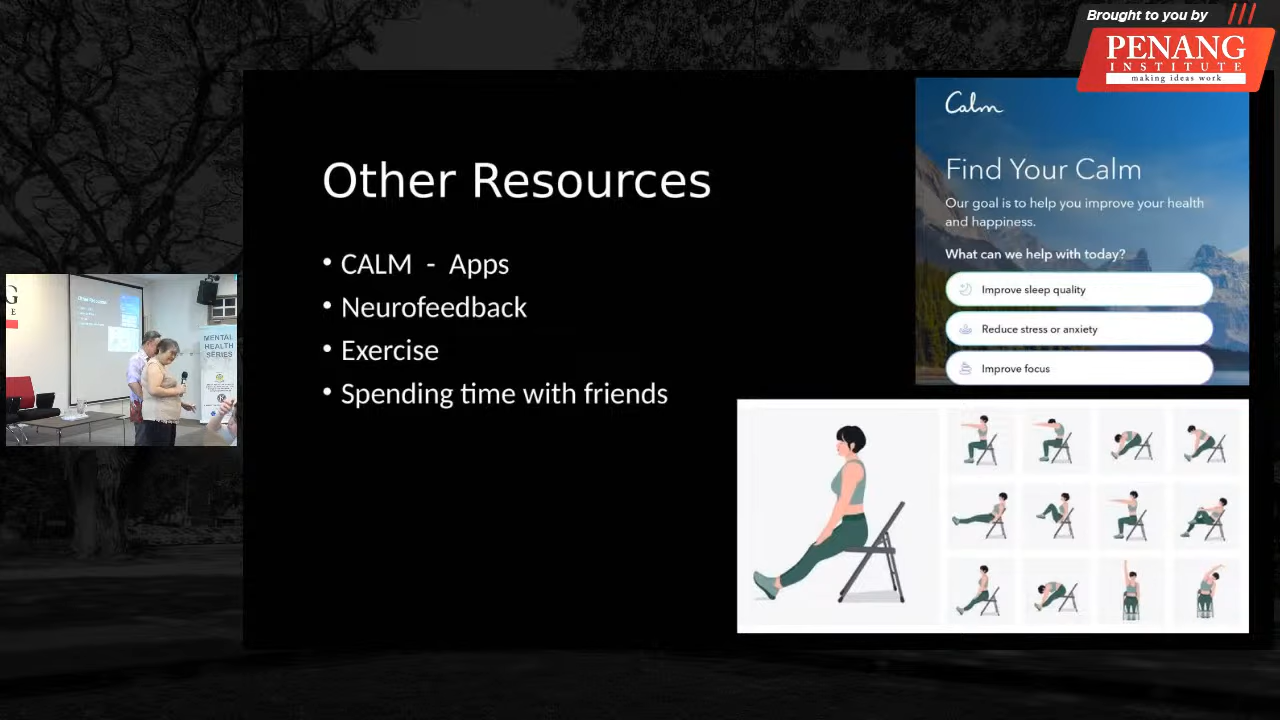 Brought to you by
PENANG
INSTITUTE
making ideas work
Calm
Find Your Calm
Our goal is to help you improve your health
and happiness.
What can we help with today?
Improve sleep quality
Reduce stress or anxiety
Improve focus
Other Resources
• CALM - Apps
• Neurofeedback
• Exercise
• Spending time with friends
G
E
Other Resources
MENTAL
HEALTH
SERIES